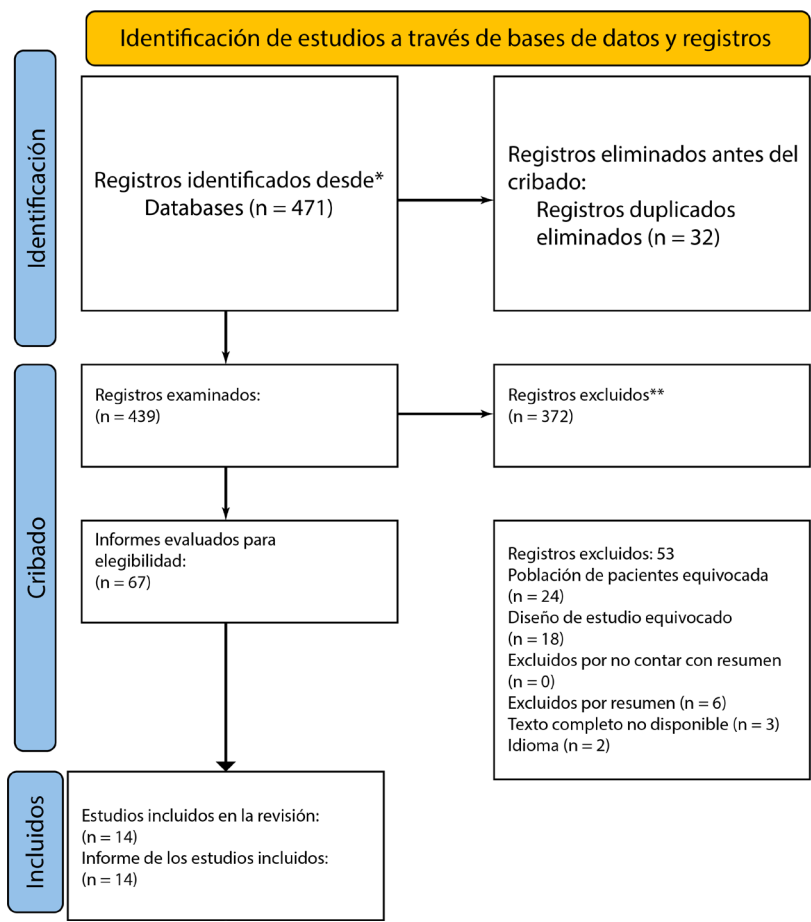 Identificación de estudios a través de bases de datos y registros
Identificación
Registros identificados desde*
Databases (n = 471)
Registros eliminados antes del
cribado:
Registros duplicados
eliminados (n = 32)
Cribado
Registros examinados:
(n = 439)
Registros excluidos**
(n = 372)
Informes evaluados para
elegibilidad:
(n = 67)
Registros excluidos: 53
Población de pacientes equivocada
(n = 24)
Diseño de estudio equivocado
(n = 18)
Excluidos por no contar con resumen
(n = 0)
Excluidos por resumen (n = 6)
Texto completo no disponible (n = 3)
Idioma (n = 2)
Incluidos
Estudios incluidos en la revisión:
(n = 14)
Informe de los estudios incluidos:
(n = 14)